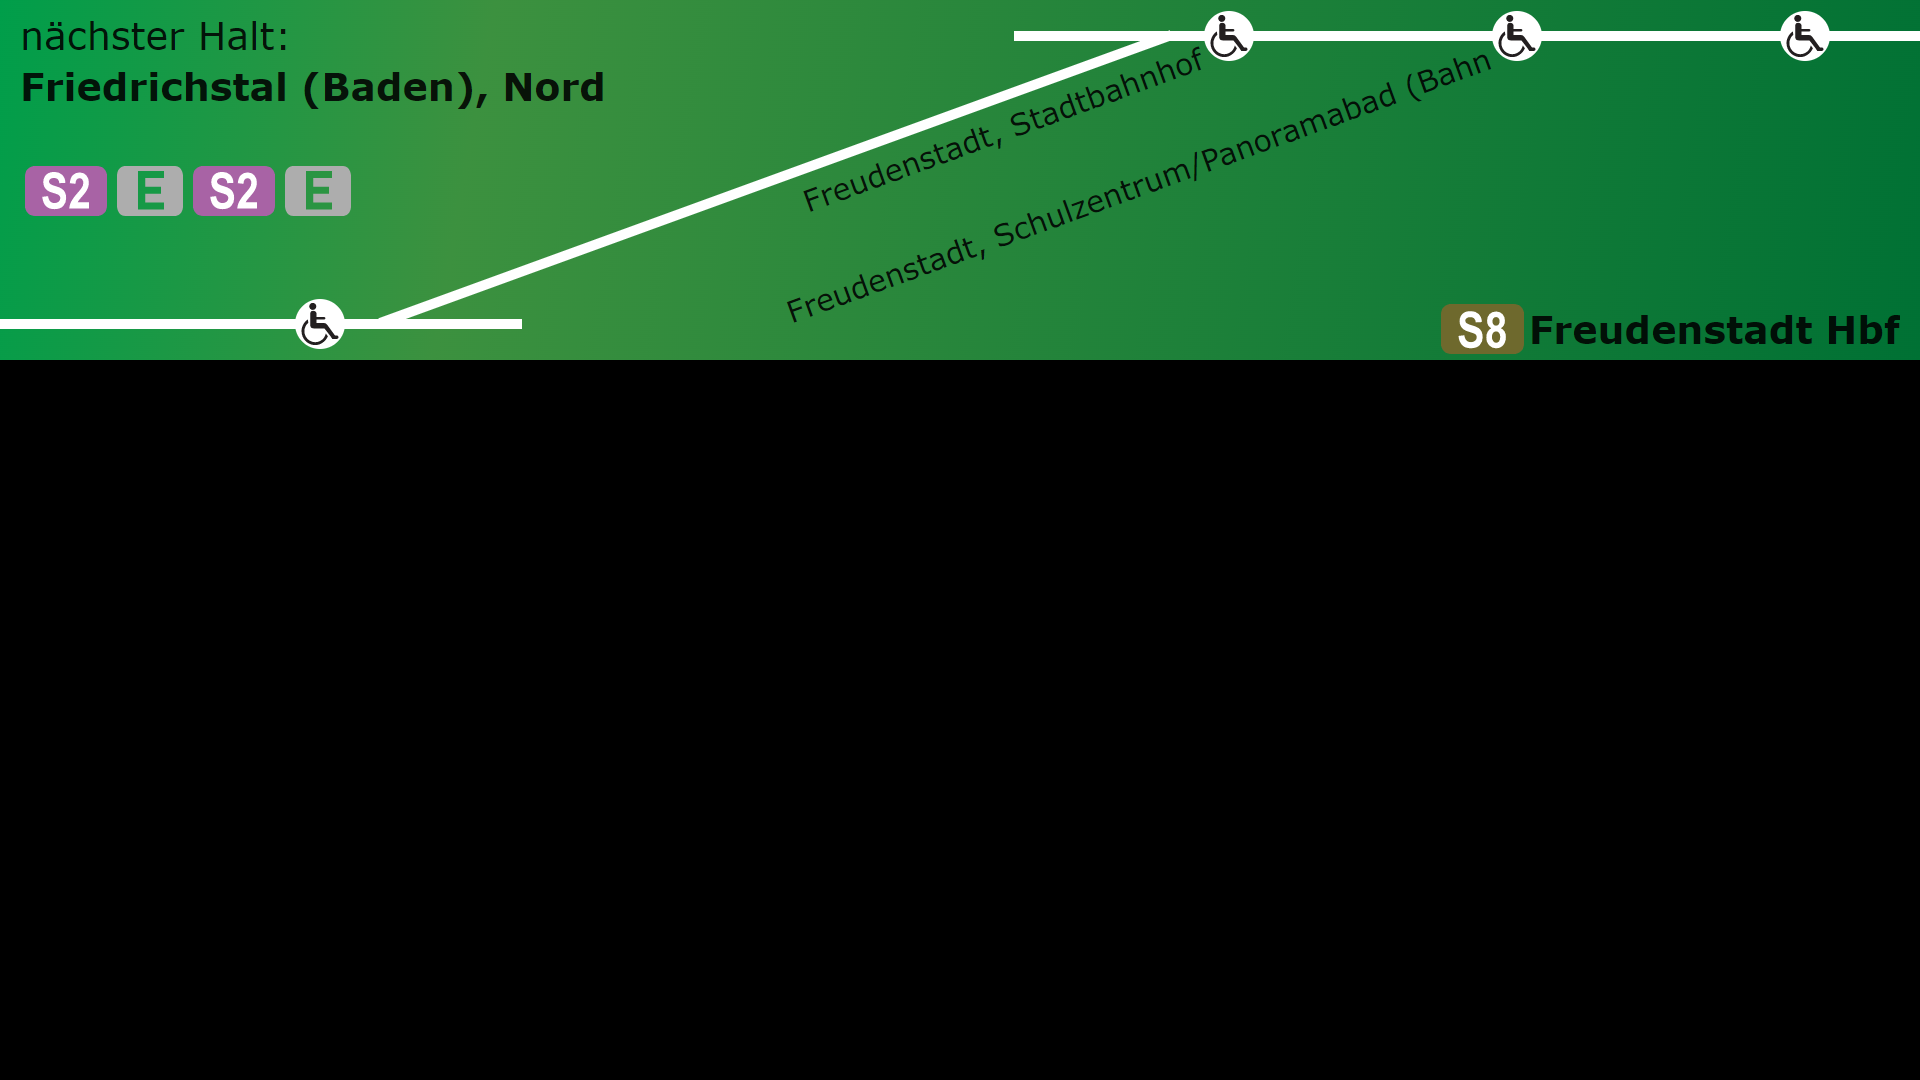 nächster Halt:
Friedrichstal (Baden), Nord
S2 E S2 E
Freudenstadt, Stadtbahnhof
Freudenstadt, Schulzentrum/Panoramabad (Bahn
S8 Freudenstadt Hbf